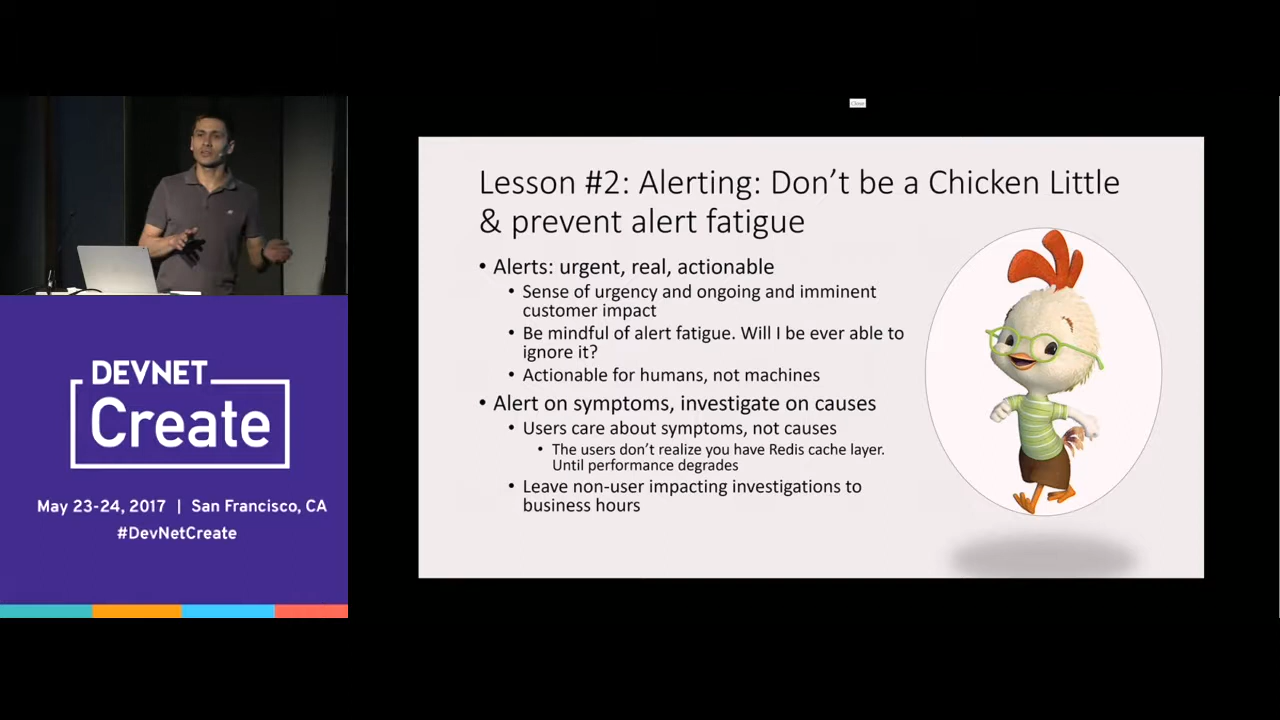 Close
Lesson #2: Alerting: Don't be a Chicken Little
& prevent alert fatigue
• Alerts: urgent, real, actionable
• Sense of urgency and ongoing and imminent
customer impact
• Be mindful of alert fatigue. Will I be ever able to
ignore it?
• Actionable for humans, not machines
• Alert on symptoms, investigate on causes
• Users care about symptoms, not causes
• The users don't realize you have Redis cache layer.
Until performance degrades
• Leave non-user impacting investigations to
business hours
DEVNET
Create
May 23-24, 2017 | San Francisco, CA
#DevNetCreate